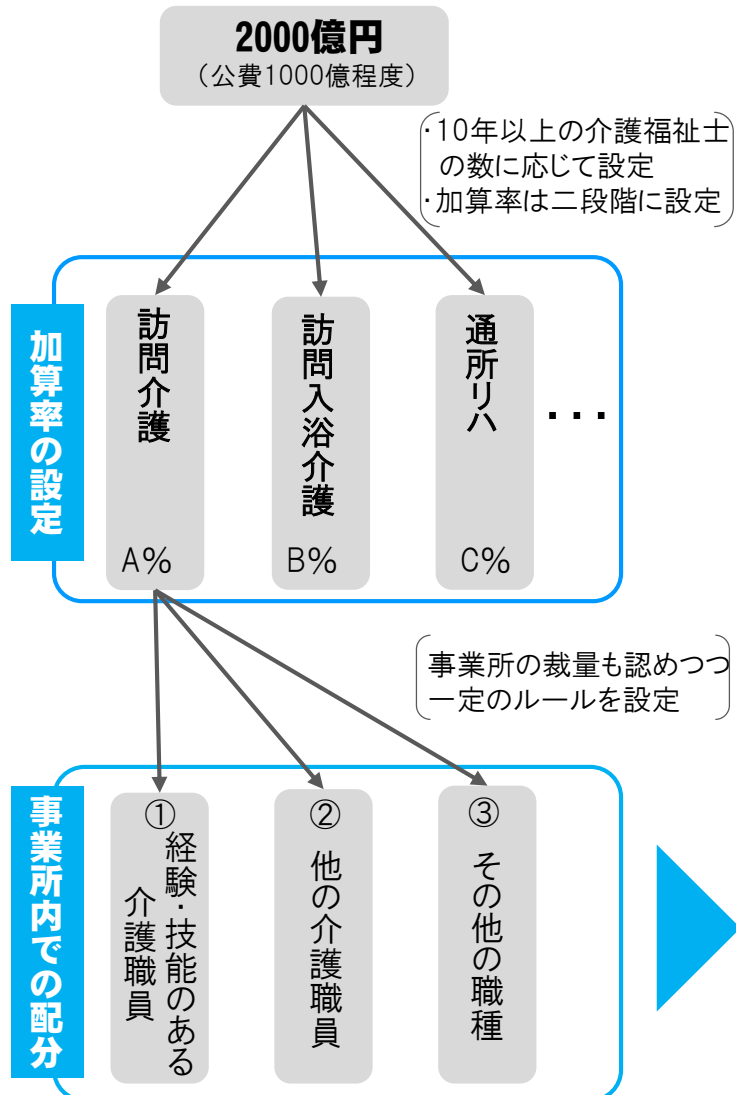 2000億円
（公費1000億程度）
・10年以上の介護福祉士
の数に応じて設定
・加算率は二段階に設定
加算率の設定
訪問介護
A%
訪問入浴介護
B%
通所リハ
C%
・・・
事業所の裁量も認めつつ
一定のルールを設定
事業所内での配分
①
経験・技能のある
介護職員
②
他の介護職員
③
その他の職種